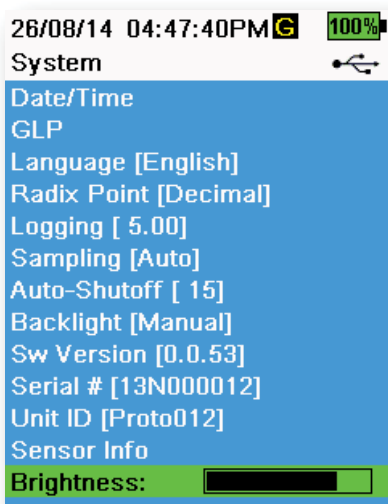 26/08/14 04:47:40PM G 100%
System
Date/Time
GLP
Language [English]
Radix Point [Decimal]
Logging [ 5.00]
Sampling [Auto]
Auto-Shutoff [ 15]
Backlight [Manual]
Sw Version [0.0.53]
Serial # [13N000012]
Unit ID [Proto012]
Sensor Info
Brightness: